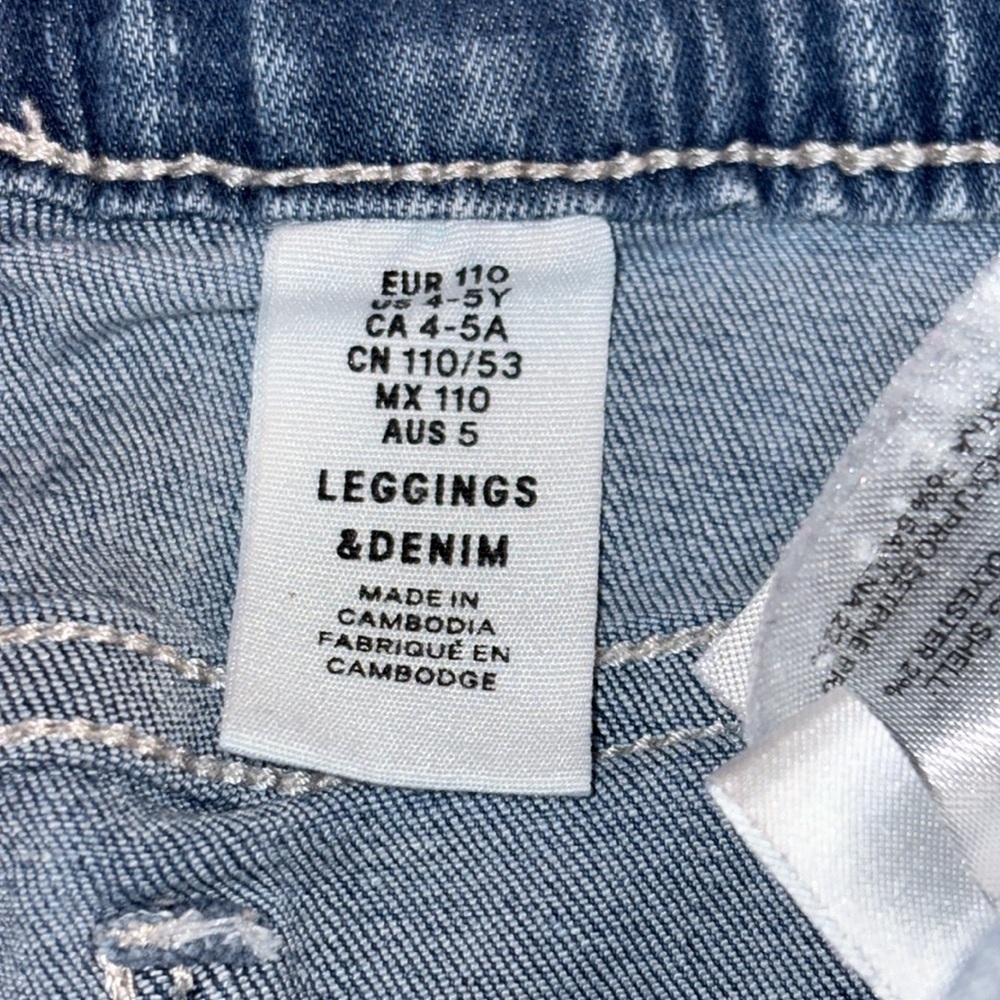 EUR 110
US 4-5Y
CA 4-5A
CN 110/53
MX 110
AUS 5
LEGGINGS
&DENIM
MADE IN
CAMBODIA
FABRIQUÉ EN
CAMBODGE
SHELL